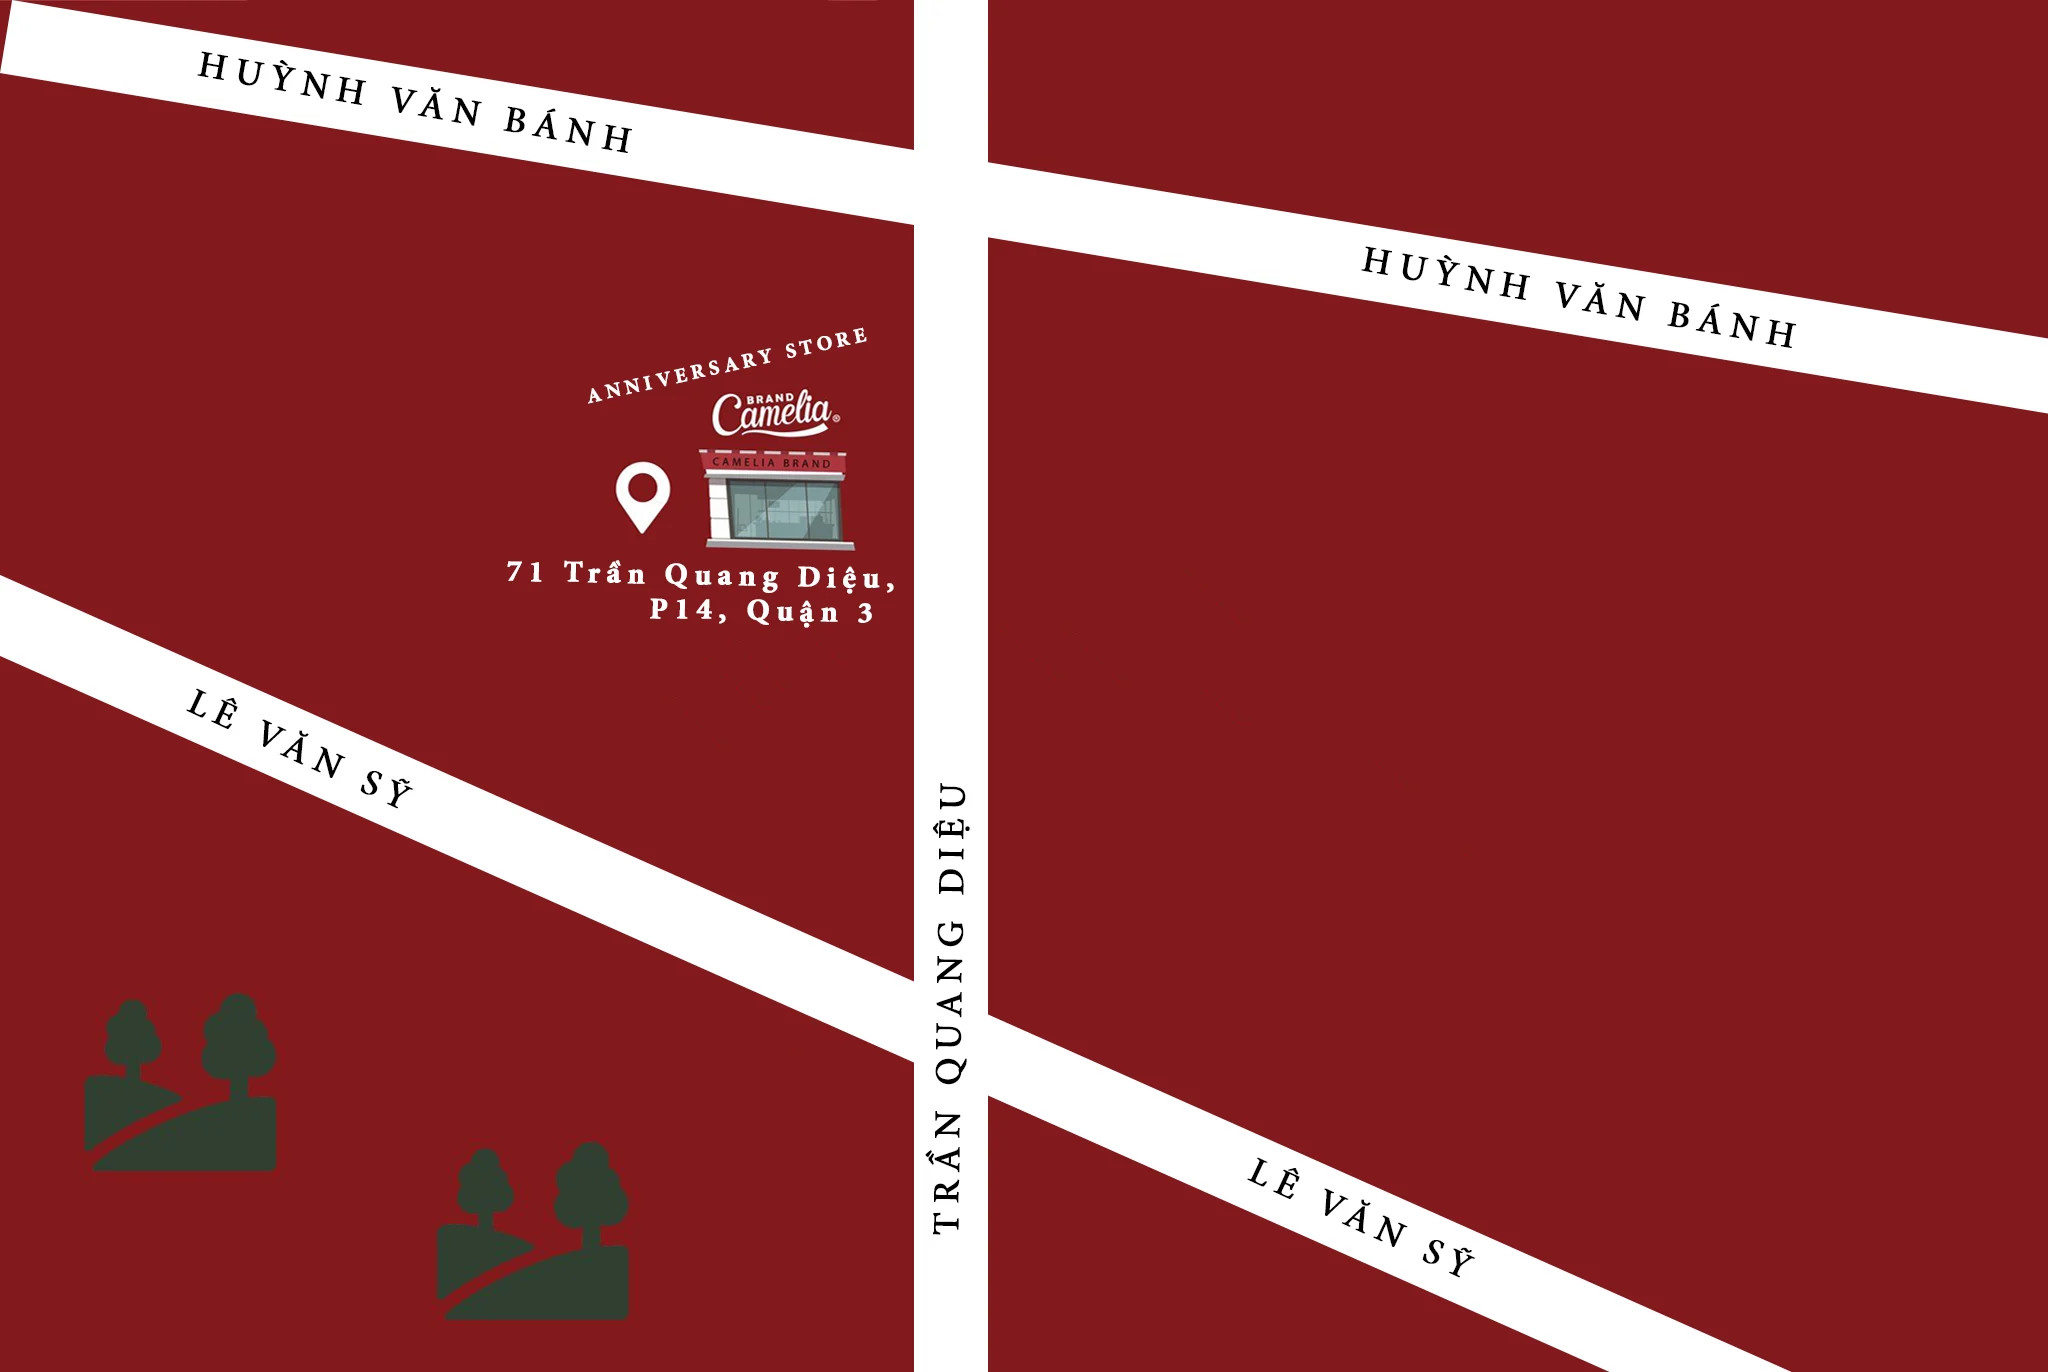 HUỲNH VĂN BÁNH
HUỲNH VĂN BÁNH
ANNIVERSARY STORE
BRAND
Camelia®
CAMELIA BRAND
71 Trần Quang Diệu,
P14, Quận 3
LÊ VĂN SỸ
TRẦN QUANG DIỆU
LÊ VĂN SỸ